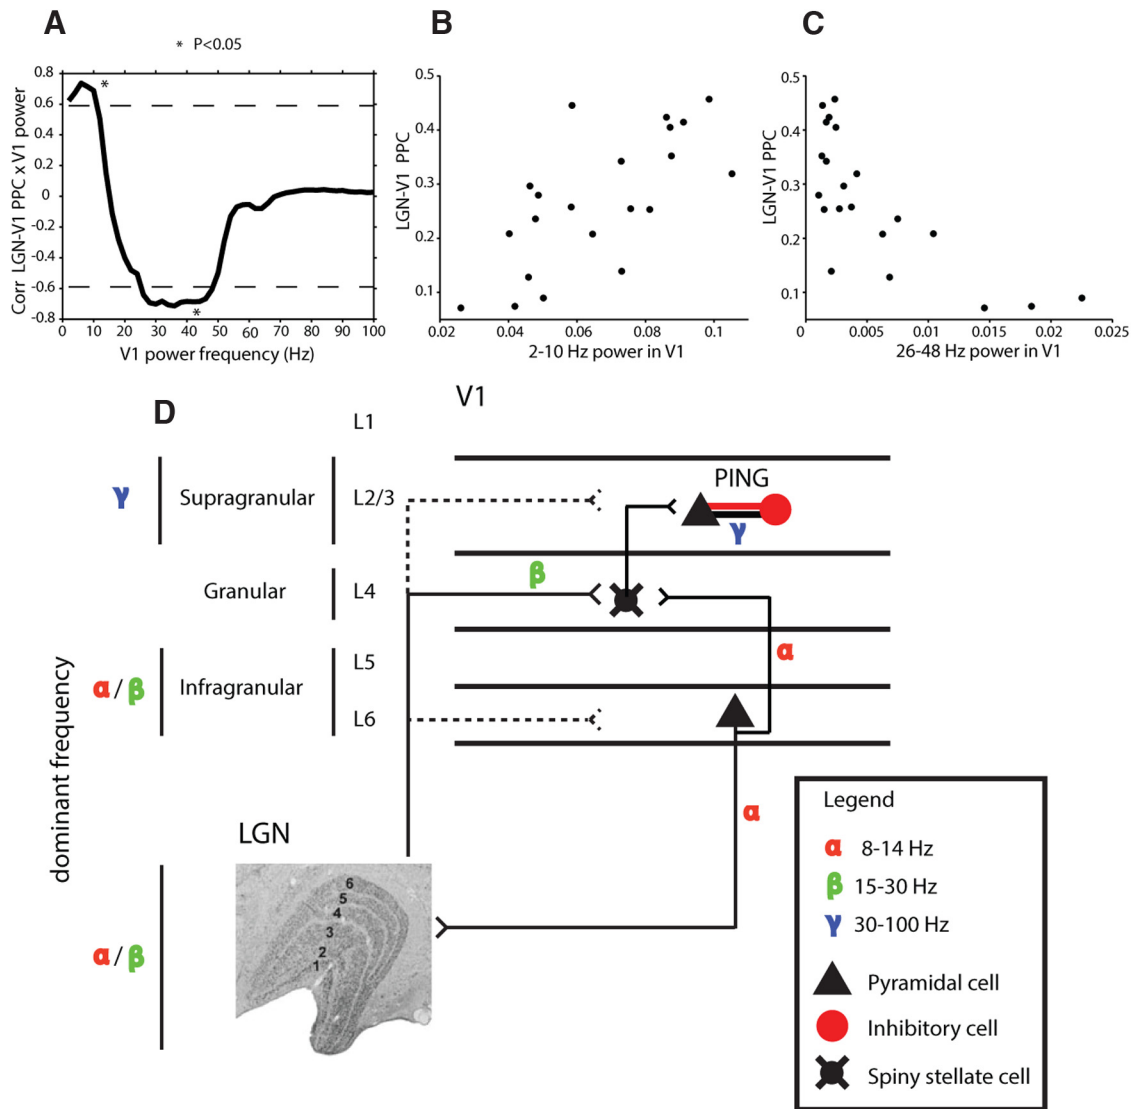 A
* P<0.05
Corr LGN-V1 PPC x V1 power
0.8
0.6
0.4
0.2
0
-0.2
-0.4
-0.6
-0.8
*
*
0 10 20 30 40 50 60 70 80 90 100
V1 power frequency (Hz)
B
LGN-V1 PPC
0.5
0.4
0.3
0.2
0.1
0.02 0.04 0.06 0.08 0.1
2-10 Hz power in V1
C
LGN-V1 PPC
0.5
0.4
0.3
0.2
0.1
0 0.005 0.01 0.015 0.02 0.025
26-48 Hz power in V1
D
V1
dominant frequency
L1
γ Supragranular L2/3
PING
γ
Granular L4
β
α / β Infragranular
L5
L6
α
α
LGN
α / β
6
5
4
3
2
1
Legend
α 8-14 Hz
β 15-30 Hz
γ 30-100 Hz
Pyramidal cell
Inhibitory cell
Spiny stellate cell